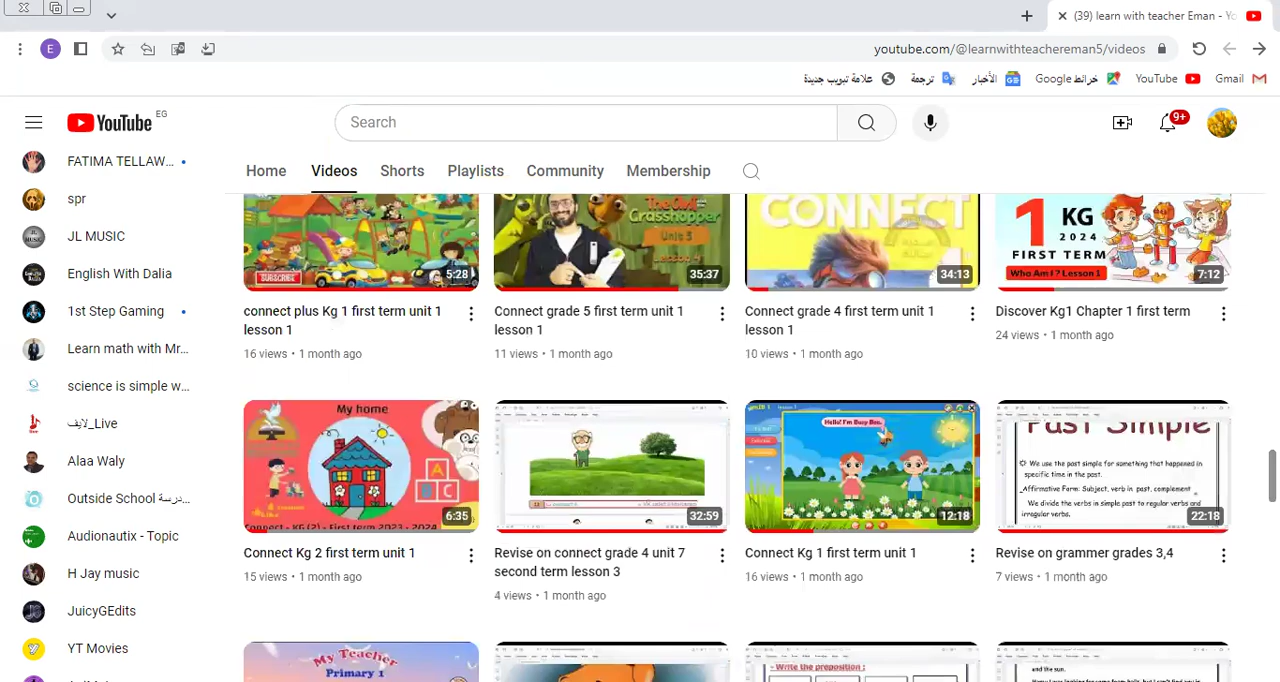 (39) learn with teacher Eman - Yo
youtube.com/@learnwithteachereman5/videos
E
علامة تبويب جديدة
ترجمة
الأخبار
خرائط Google
YouTube
Gmail
YouTube EG
Search
9+
Home Videos Shorts Playlists Community Membership
FATIMA TELLAW...
spr
JL MUSIC
English With Dalia
1st Step Gaming
Learn math with Mr...
science is simple w...
لايف_Live
Alaa Waly
Outside School مدرسة...
Audionautix - Topic
H Jay music
JuicyGEdits
YT Movies
SUBSCRIBE
5:28
connect plus Kg 1 first term unit 1
lesson 1
16 views • 1 month ago
Grasshopper
Unit 5
35:37
Connect grade 5 first term unit 1
lesson 1
11 views • 1 month ago
CONNECT
34:13
Connect grade 4 first term unit 1
lesson 1
10 views • 1 month ago
1 KG
2024
FIRST TERM
Who Am I? Lesson 1
7:12
Discover Kg1 Chapter 1 first term
24 views • 1 month ago
My home
A
B C
Connect - KG (2) - First term 2023 - 2024
6:35
Connect Kg 2 first term unit 1
15 views • 1 month ago
32:59
Revise on connect grade 4 unit 7
second term lesson 3
4 views • 1 month ago
Hello! I'm Busy Bee.
12:18
Connect Kg 1 first term unit 1
16 views • 1 month ago
Past Simple
We use the past simple for something that happened in
specific time in the past.
Affirmative Form: Subject, verb in past, complement
We divide the verbs in simple past to regular verbs and
irregular verbs.
22:18
Revise on grammer grades 3,4
7 views • 1 month ago
My Teacher
Primary 1
- Write the preposition :
and the sun.